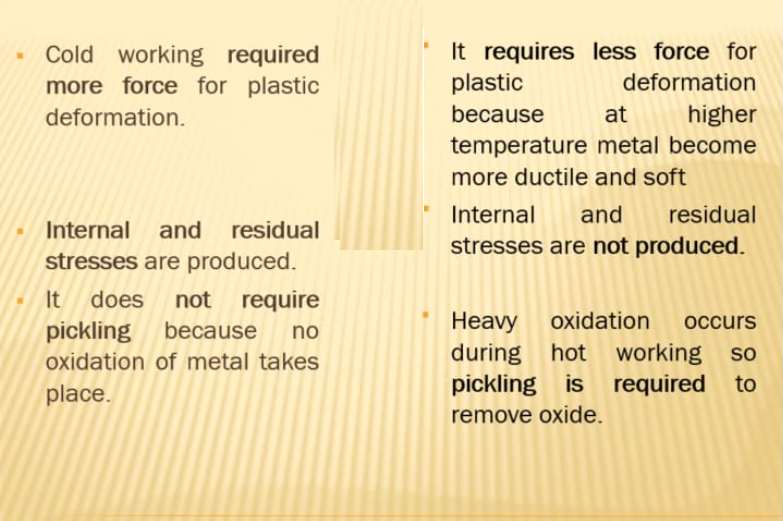 Cold working required
more force for plastic
deformation.
Internal and residual
stresses are produced.
It does not require
pickling because no
oxidation of metal takes
place.
It requires less force for
plastic deformation
because at higher
temperature metal become
more ductile and soft
Internal and residual
stresses are not produced.
Heavy oxidation occurs
during hot working so
pickling is required to
remove oxide.